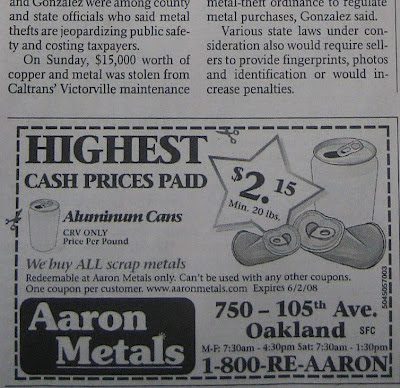 and Gonzalez were among county
and state officials who said metal
thefts are jeopardizing public safe-
ty and costing taxpayers.
On Sunday, $15,000 worth of
copper and metal was stolen from
Caltrans' Victorville maintenance
metal-theft ordinance to regulate
metal purchases, Gonzalez said.
Various state laws under con-
sideration also would require sell-
ers to provide fingerprints, photos
and identification or would in-
crease penalties.
HIGHEST
CASH PRICES PAID
$2.15
Min. 20 lbs.
Aluminum Cans
CRV ONLY
Price Per Pound
We buy ALL scrap metals
Redeemable at Aaron Metals only. Can't be used with any other coupons.
One coupon per customer. www.aaronmetals.com Expires 6/2/08
Aaron
Metals
750 - 105th Ave.
Oakland SFC
M-F: 7:30am - 4:30pm Sat: 7:30am - 1:30pm
1-800-RE-AARON